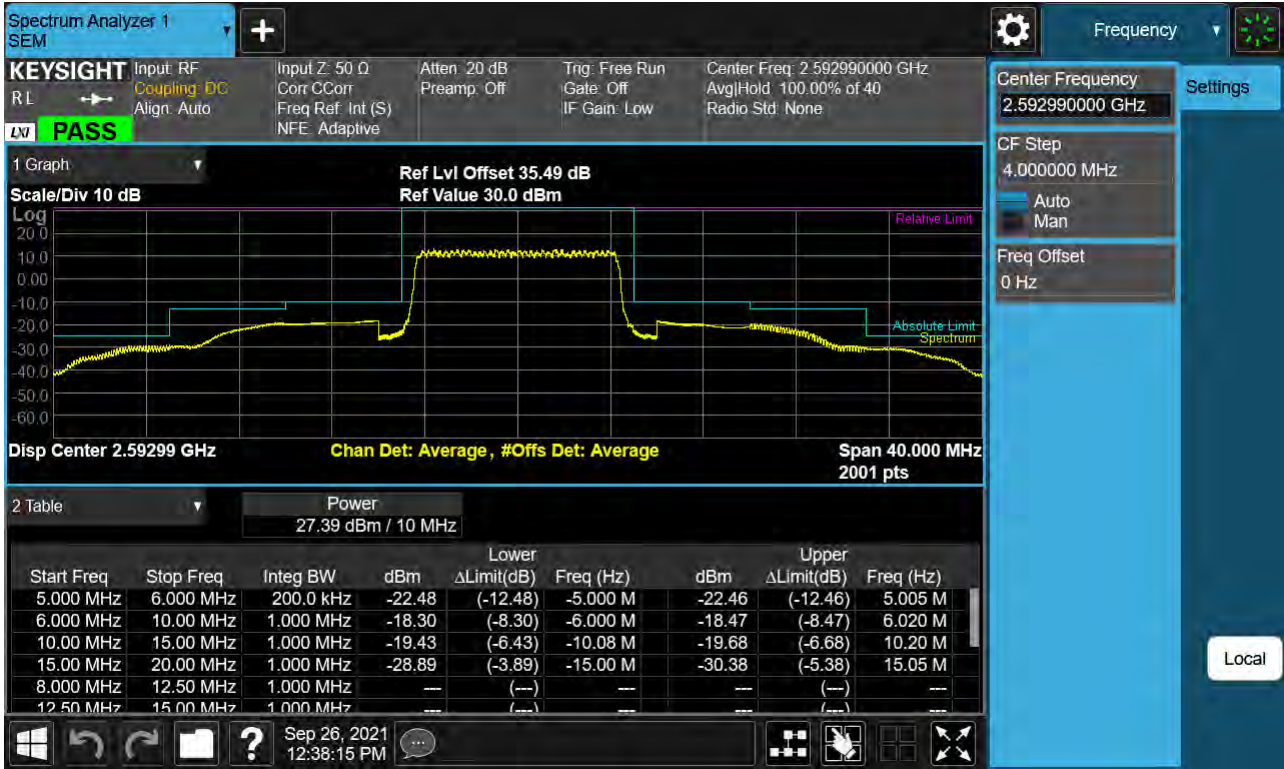 Spectrum Analyzer 1
SEM
Frequency
KEYSIGHT
R L
LXI
PASS
Input: RF
Coupling: DC
Align: Auto
Input Z: 50 Ω
Corr CCorr
Freq Ref: Int (S)
NFE: Adaptive
Atten: 20 dB
Preamp: Off
Trig: Free Run
Gate: Off
IF Gain: Low
Center Freq: 2.592990000 GHz
Avg|Hold: 100.00% of 40
Radio Std: None
Center Frequency
2.592990000 GHz
Settings
CF Step
4.000000 MHz
Auto
Man
Freq Offset
0 Hz
Local
1 Graph
Scale/Div 10 dB
Ref Lvl Offset 35.49 dB
Ref Value 30.0 dBm
Log
20.0
10.0
0.00
-10.0
-20.0
-30.0
-40.0
-50.0
-60.0
Relative Limit
Absolute Limit
Spectrum
Disp Center 2.59299 GHz
Chan Det: Average, #Offs Det: Average
Span 40.000 MHz
2001 pts
2 Table
Power
27.39 dBm / 10 MHz
Lower Upper
Start Freq Stop Freq Integ BW dBm ΔLimit(dB) Freq (Hz) dBm ΔLimit(dB) Freq (Hz)
5.000 MHz 6.000 MHz 200.0 kHz -22.48 (-12.48) -5.000 M -22.46 (-12.46) 5.005 M
6.000 MHz 10.00 MHz 1.000 MHz -18.30 (-8.30) -6.000 M -18.47 (-8.47) 6.020 M
10.00 MHz 15.00 MHz 1.000 MHz -19.43 (-6.43) -10.08 M -19.68 (-6.68) 10.20 M
15.00 MHz 20.00 MHz 1.000 MHz -28.89 (-3.89) -15.00 M -30.38 (-5.38) 15.05 M
8.000 MHz 12.50 MHz 1.000 MHz --- (---) --- --- (---) ---
12.50 MHz 15.00 MHz 1.000 MHz --- (---) --- --- (---) ---
?
Sep 26, 2021
12:38:15 PM